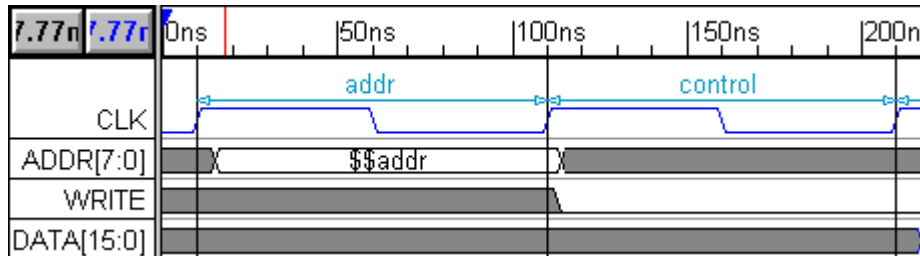 7.77n 7.77r 0ns |50ns |100ns |150ns |200n
addr control
CLK
ADDR[7:0] $$addr
WRITE
DATA[15:0]